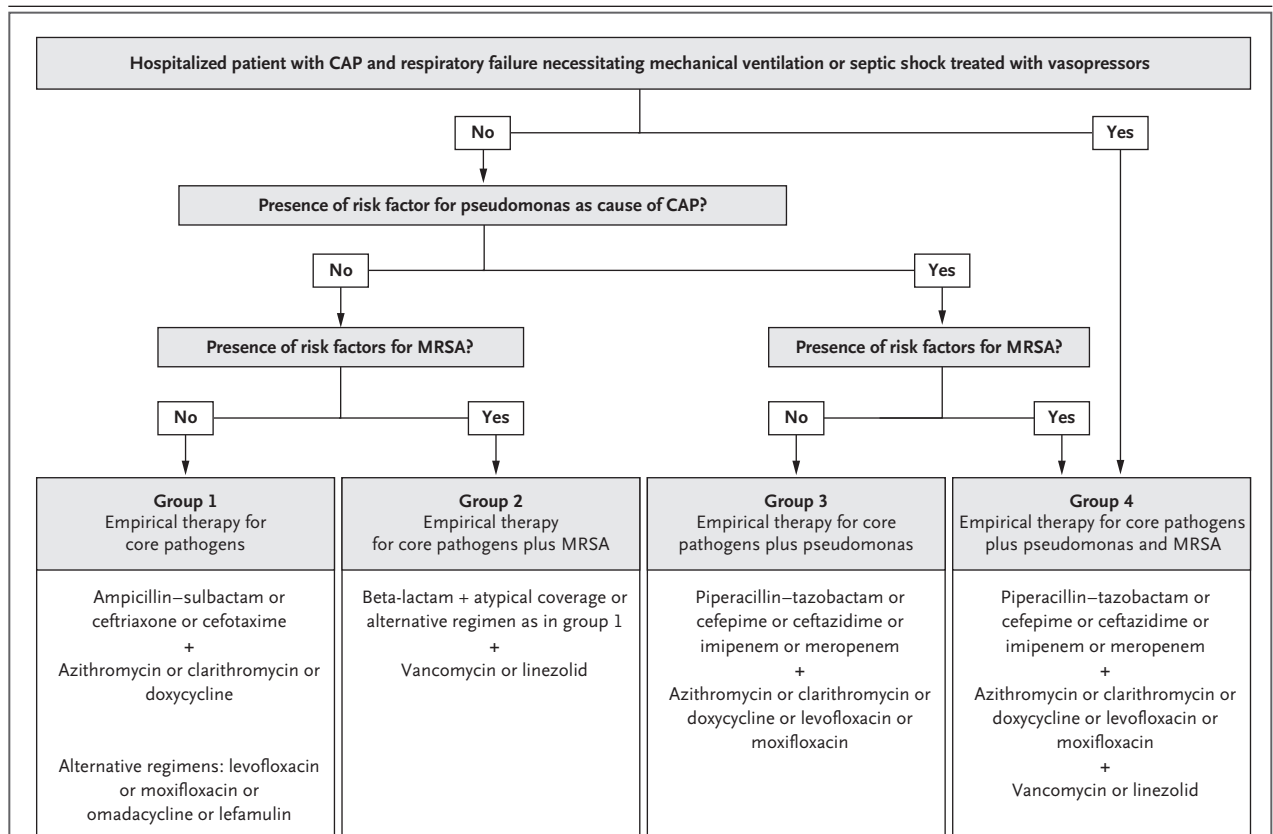 Hospitalized patient with CAP and respiratory failure necessitating mechanical ventilation or septic shock treated with vasopressors
No
Yes
Presence of risk factor for pseudomonas as cause of CAP?
No
Yes
Presence of risk factors for MRSA?
Presence of risk factors for MRSA?
No
Yes
No
Yes
Group 1
Empirical therapy for
core pathogens
Ampicillin–sulbactam or
ceftriaxone or cefotaxime
+
Azithromycin or clarithromycin or
doxycycline
Alternative regimens: levofloxacin
or moxifloxacin or
omadacycline or lefamulin
Group 2
Empirical therapy
for core pathogens plus MRSA
Beta-lactam + atypical coverage or
alternative regimen as in group 1
+
Vancomycin or linezolid
Group 3
Empirical therapy for core
pathogens plus pseudomonas
Piperacillin–tazobactam or
cefepime or ceftazidime or
imipenem or meropenem
+
Azithromycin or clarithromycin or
doxycycline or levofloxacin or
moxifloxacin
Group 4
Empirical therapy for core pathogens
plus pseudomonas and MRSA
Piperacillin–tazobactam or
cefepime or ceftazidime or
imipenem or meropenem
+
Azithromycin or clarithromycin or
doxycycline or levofloxacin or
moxifloxacin
+
Vancomycin or linezolid